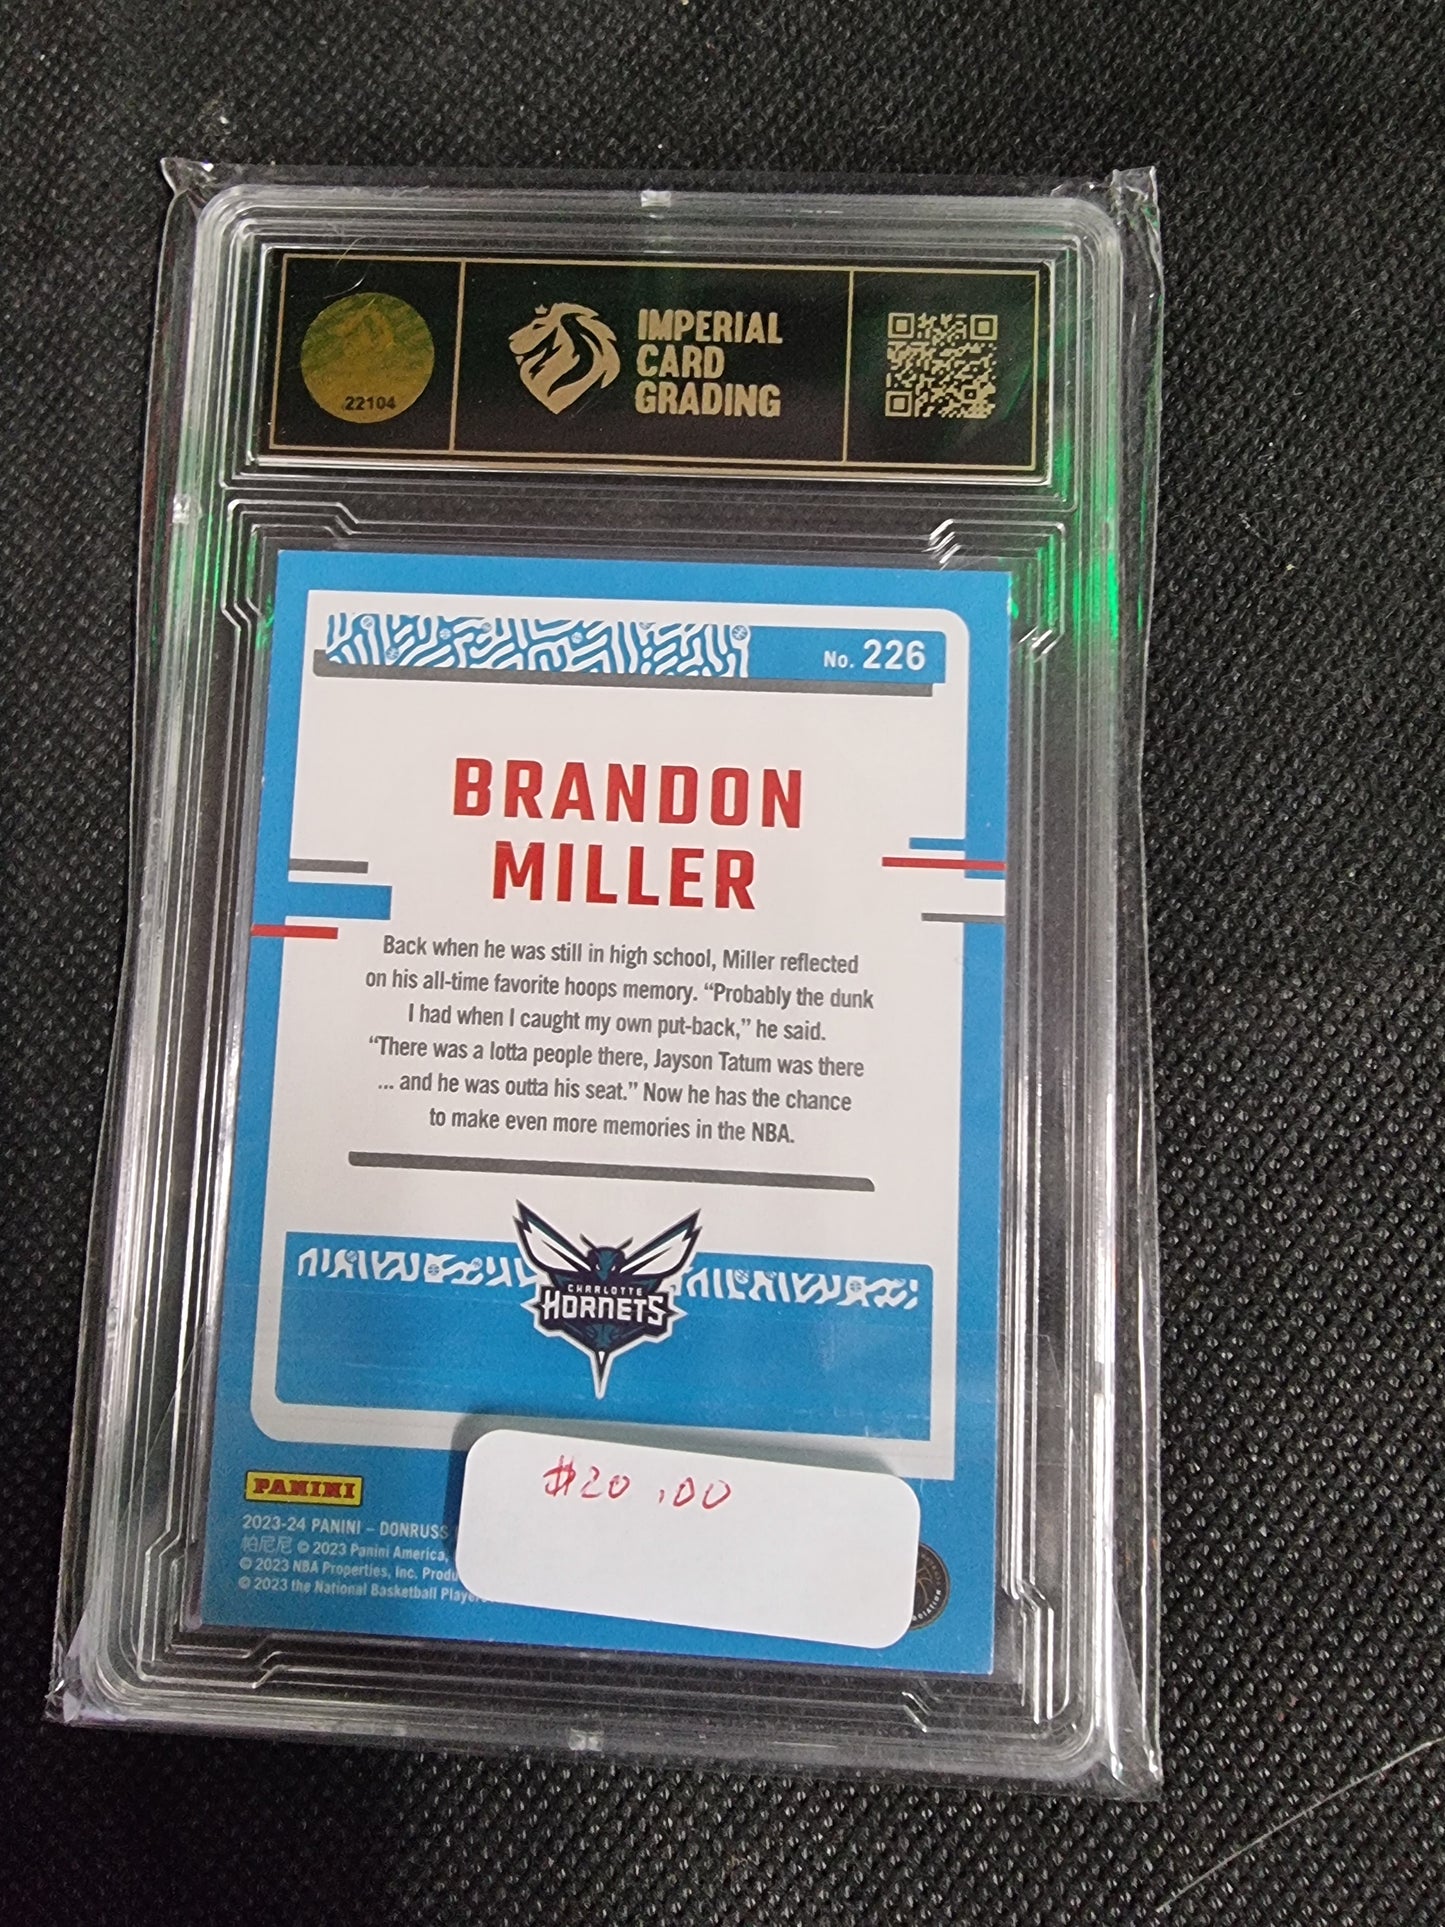 22104
IMPERIAL
CARD
GRADING
No. 226
BRANDON
MILLER
Back when he was still in high school, Miller reflected
on his all-time favorite hoops memory. “Probably the dunk
I had when I caught my own put-back,” he said.
“There was a lotta people there, Jayson Tatum was there
... and he was outta his seat.” Now he has the chance
to make even more memories in the NBA.
CHARLOTTE
HORNETS
$20.00
PANINI
2023-24 PANINI – DONRUSS
帕尼尼 © 2023 Panini America,
© 2023 NBA Properties, Inc.
© 2023 the National Basketball